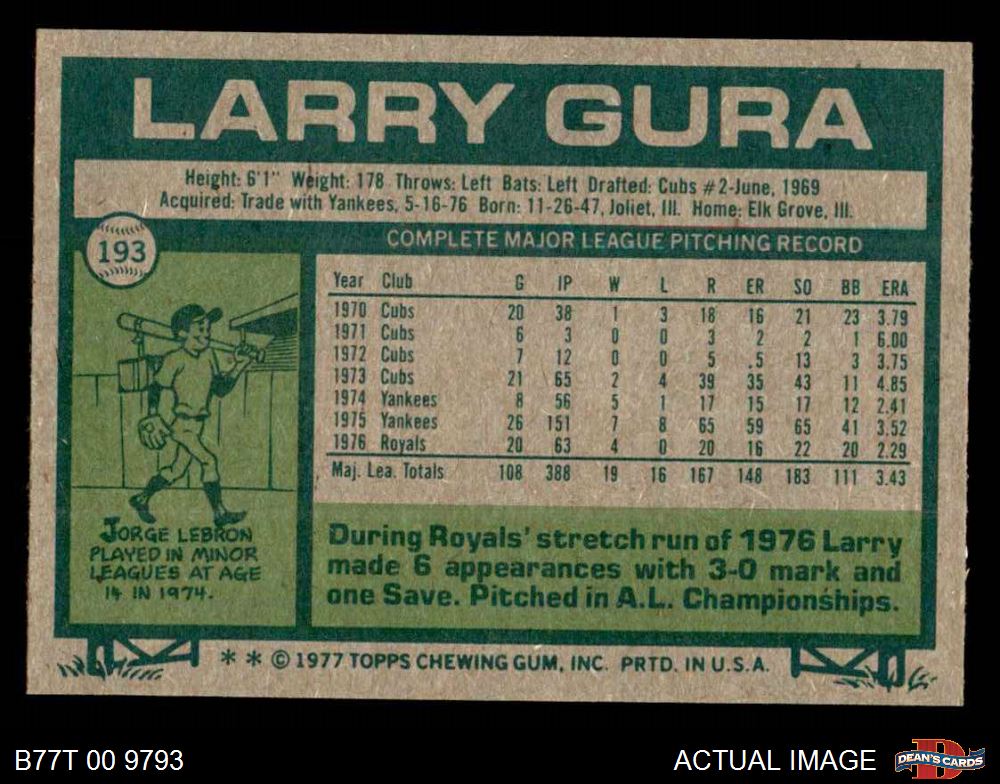 LARRY GURA
Height: 6'1" Weight: 178 Throws: Left Bats: Left Drafted: Cubs #2-June, 1969
Acquired: Trade with Yankees, 5-16-76 Born: 11-26-47, Joliet, Ill. Home: Elk Grove, Ill.
193
COMPLETE MAJOR LEAGUE PITCHING RECORD
Year Club G IP W L R ER SO BB ERA
1970 Cubs 20 38 1 3 18 16 21 23 3.79
1971 Cubs 6 3 0 0 3 2 2 1 6.00
1972 Cubs 7 12 0 0 5 .5 13 3 3.75
1973 Cubs 21 65 2 4 39 35 43 11 4.85
1974 Yankees 8 56 5 1 17 15 17 12 2.41
1975 Yankees 26 151 7 8 65 59 65 41 3.52
1976 Royals 20 63 4 0 20 16 22 20 2.29
Maj. Lea. Totals 108 388 19 16 167 148 183 111 3.43
JORGE LEBRON
PLAYED IN MINOR
LEAGUES AT AGE
14 IN 1974.
During Royals' stretch run of 1976 Larry
made 6 appearances with 3-0 mark and
one Save. Pitched in A.L. Championships.
* * © 1977 TOPPS CHEWING GUM, INC. PRTD. IN U.S.A.
B77T 00 9793
ACTUAL IMAGE
DEAN'S CARDS